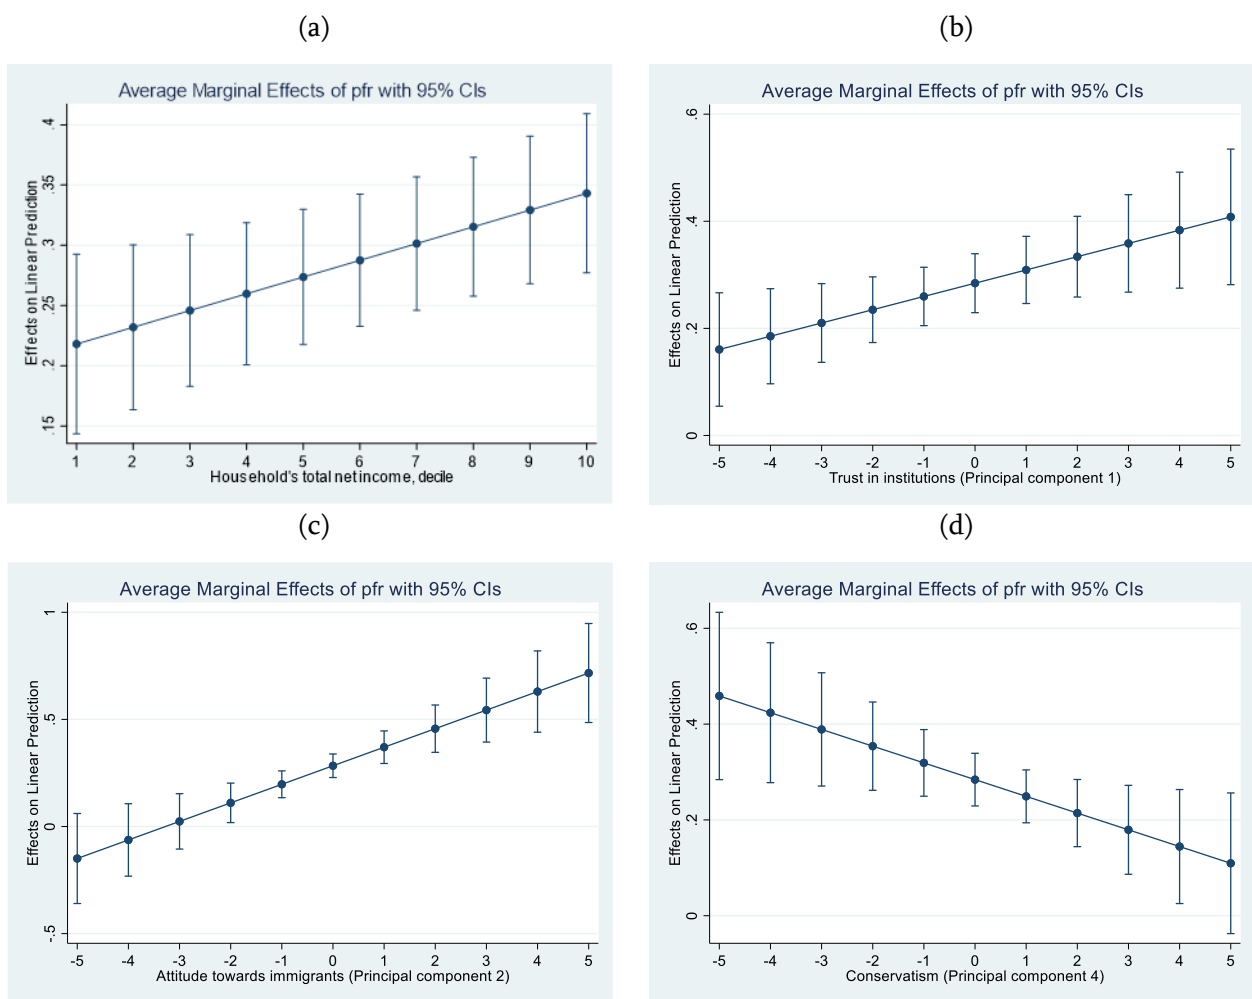 (a)
Average Marginal Effects of pfr with 95% CIs
Effects on Linear Prediction
.4
.35
.3
.25
.2
.15
1 2 3 4 5 6 7 8 9 10
Household's total net income, decile
(b)
Average Marginal Effects of pfr with 95% CIs
Effects on Linear Prediction
.6
.4
.2
0
-5 -4 -3 -2 -1 0 1 2 3 4 5
Trust in institutions (Principal component 1)
(c)
Average Marginal Effects of pfr with 95% CIs
Effects on Linear Prediction
1
.5
0
-.5
-5 -4 -3 -2 -1 0 1 2 3 4 5
Attitude towards immigrants (Principal component 2)
(d)
Average Marginal Effects of pfr with 95% CIs
Effects on Linear Prediction
.6
.4
.2
0
-5 -4 -3 -2 -1 0 1 2 3 4 5
Conservatism (Principal component 4)